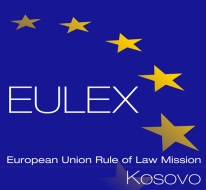 EULEX
European Union Rule of Law Mission
Kosovo